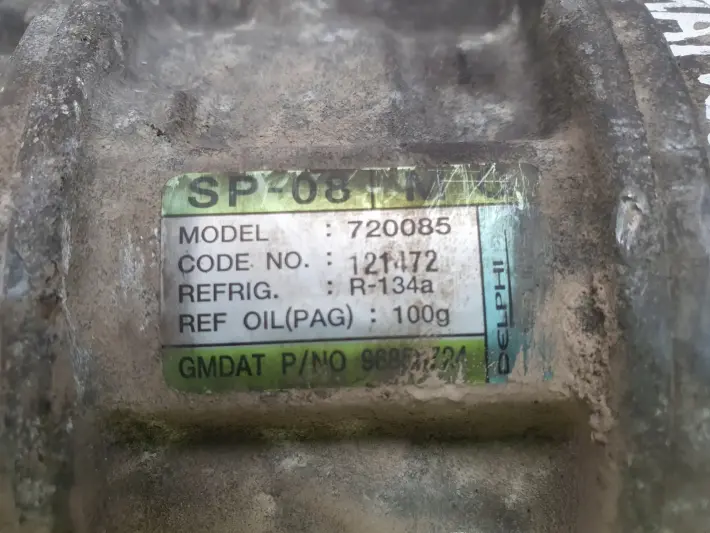 SP-08
MODEL : 720085
CODE. NO. : 121472
REFRIG. : R-134a
REF OIL(PAG) : 100g
GMDAT P/NO
DELPHI